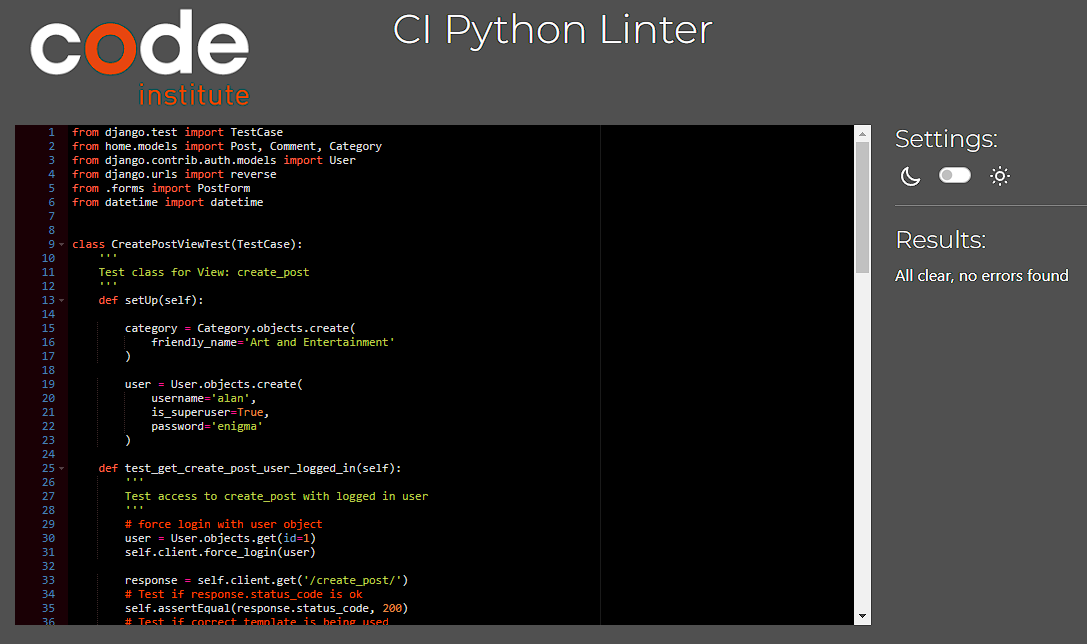 code
institute
CI Python Linter
1 from django.test import TestCase
2 from home.models import Post, Comment, Category
3 from django.contrib.auth.models import User
4 from django.urls import reverse
5 from .forms import PostForm
6 from datetime import datetime
7
8
9 class CreatePostViewTest(TestCase):
10     '''
11     Test class for View: create_post
12     '''
13     def setUp(self):
14
15         category = Category.objects.create(
16             friendly_name='Art and Entertainment'
17         )
18
19         user = User.objects.create(
20             username='alan',
21             is_superuser=True,
22             password='enigma'
23         )
24
25     def test_get_create_post_user_logged_in(self):
26         '''
27         Test access to create_post with logged in user
28         '''
29         # force login with user object
30         user = User.objects.get(id=1)
31         self.client.force_login(user)
32
33         response = self.client.get('/create_post/')
34         # Test if response.status_code is ok
35         self.assertEqual(response.status_code, 200)
36         # Test if correct template is being used
Settings:
Results:
All clear, no errors found